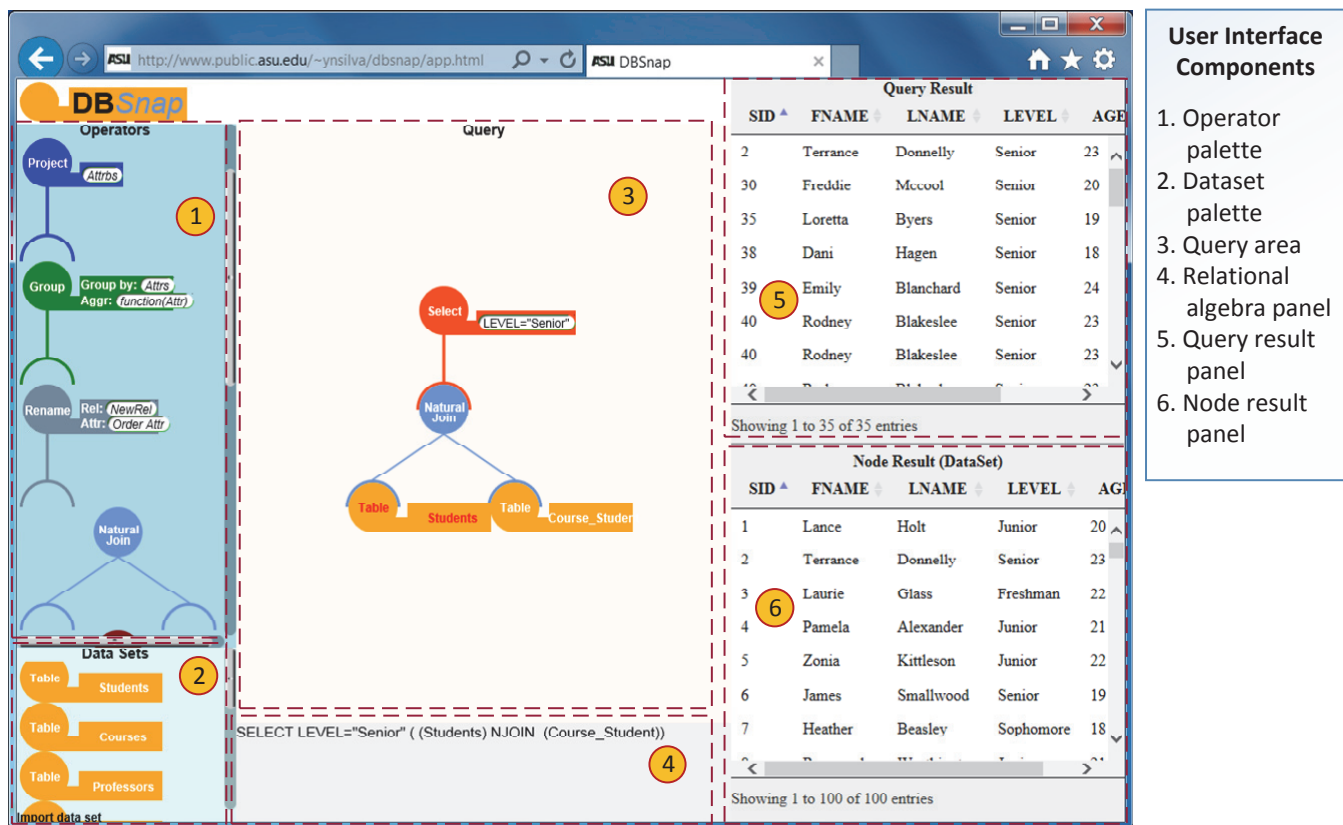 http://www.public.asu.edu/~ynsilva/dbsnap/app.html
ASU DBSnap
DBSnap
Operators
Project
Attrbs
1
Group
Group by: Attrs
Aggr: function(Attr)
Rename
Rel: NewRel
Attr: Order Attr
Natural
Join
Data Sets
2
Table
Students
Table
Courses
Table
Professors
Import data set
Query
3
Select
LEVEL="Senior"
Natural
Join
Table
Students
Table
Course_Studen
SELECT LEVEL="Senior" ( (Students) NJOIN (Course_Student))
4
Query Result
SID FNAME LNAME LEVEL AGE
2 Terrance Donnelly Senior 23
30 Freddie Mccool Senior 20
35 Loretta Byers Senior 19
38 Dani Hagen Senior 18
39 Emily Blanchard Senior 24
5
40 Rodney Blakeslee Senior 23
40 Rodney Blakeslee Senior 23
Showing 1 to 35 of 35 entries
Node Result (DataSet)
SID FNAME LNAME LEVEL AGE
1 Lance Holt Junior 20
2 Terrance Donnelly Senior 23
3 Laurie Glass Freshman 22
6
4 Pamela Alexander Junior 21
5 Zonia Kittleson Junior 22
6 James Smallwood Senior 19
7 Heather Beasley Sophomore 18
Showing 1 to 100 of 100 entries
User Interface
Components
1. Operator
palette
2. Dataset
palette
3. Query area
4. Relational
algebra panel
5. Query result
panel
6. Node result
panel